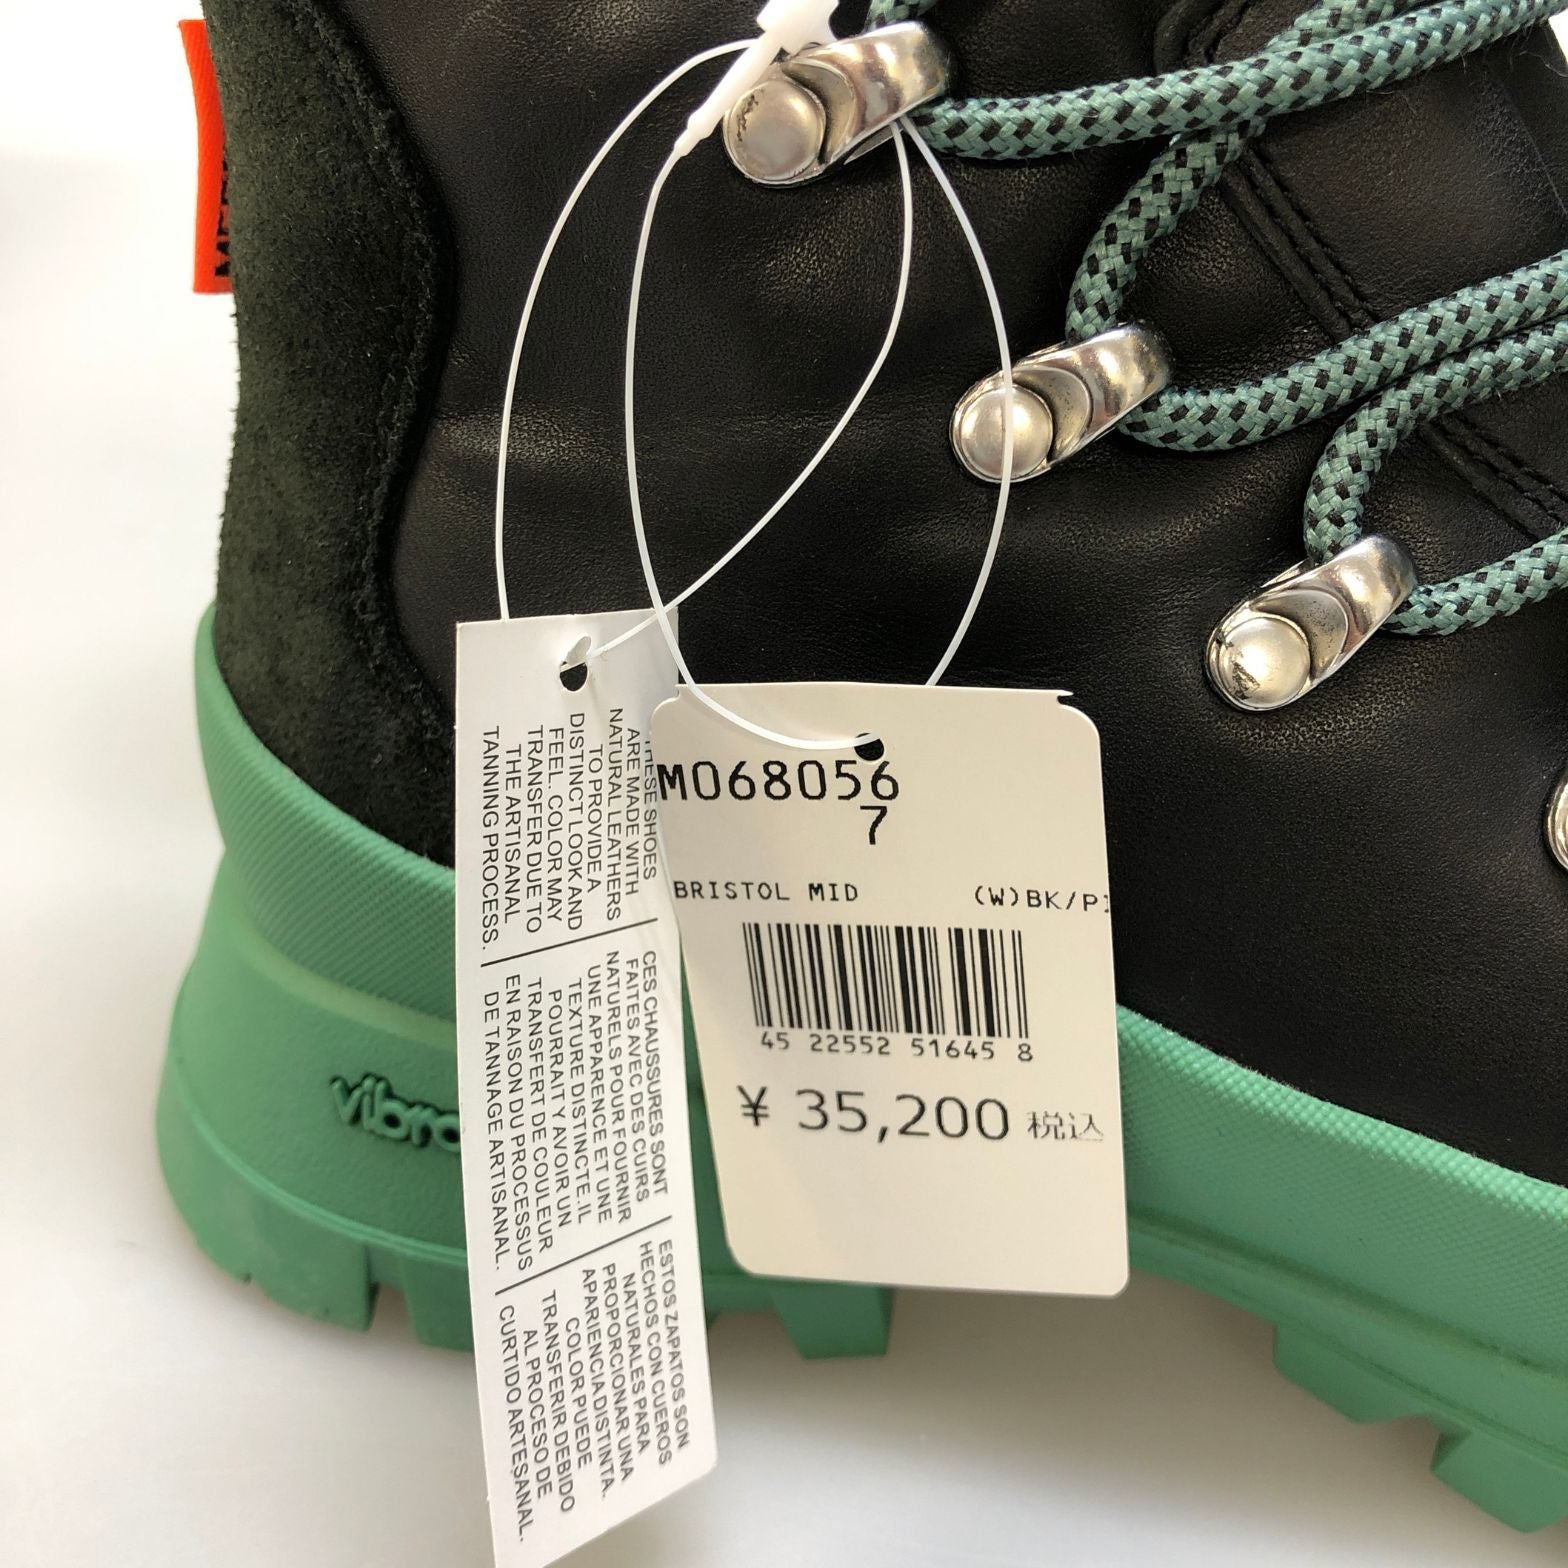 THESE SHOES
ARE MADE WITH
NATURAL LEATHERS
TO PROVIDE A
DISTINCT LOOK AND
FEEL. COLOR MAY
TRANSFER DUE TO
THE ARTISANAL
TANNING PROCESS.
CES CHAUSSURES SONT
FAITES AVEC DES CUIRS
NATURELS POUR FOURNIR
UNE APPARENCE ET UNE
TEXTURE DISTINCTE. IL
POURRAIT Y AVOIR UN
TRANSFERT DE COULEUR
EN RAISON DU PROCESSUS
DE TANNAGE ARTISANAL.
ESTOS ZAPATOS SON
HECHOS CON CUEROS
NATURALES PARA
PROPORCIONAR UNA
APARIENCIA DISTINTA.
COLOR PUEDE
TRANSFERIR DEBIDO
AL PROCESO DE
CURTIDO ARTESANAL.
M068056
7
BRISTOL MID (W)BK/P
45 22552 51645 8
¥ 35,200 税込